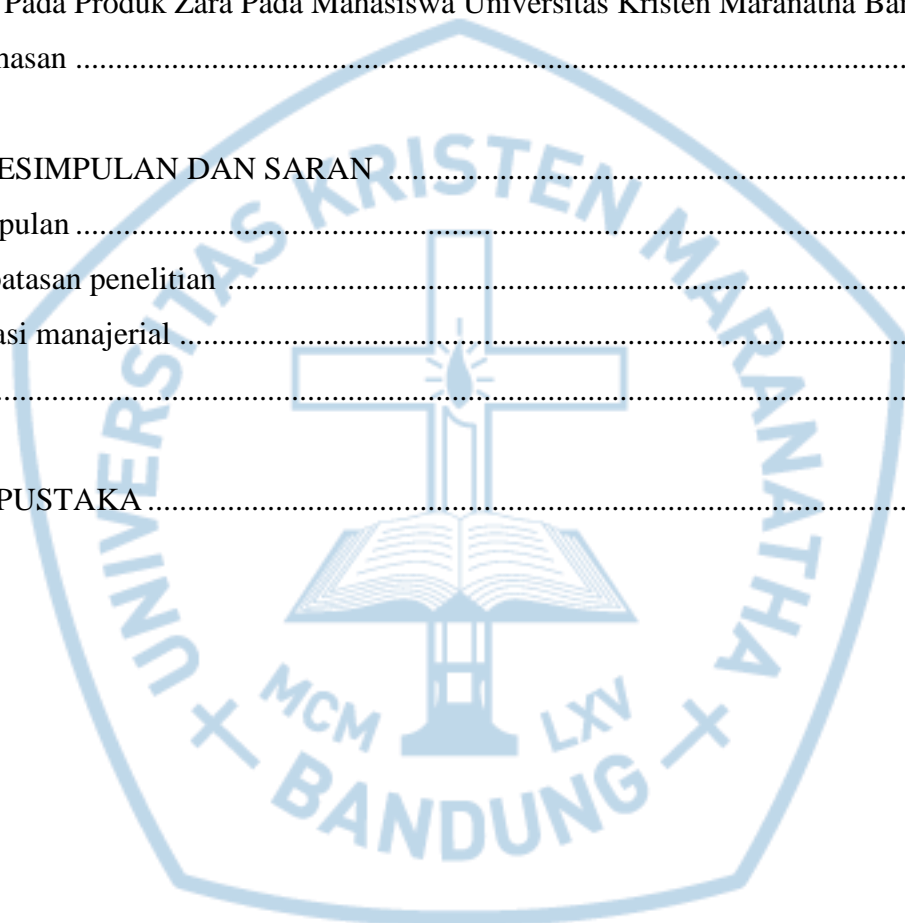 Pada Produk Zara Pada Mahasiswa Universitas Kristen Maranatha Ban
hasan ........................................................................................................
ESIMPULAN DAN SARAN ................................................................
pulan .......................................................................................................
batasan penelitian ....................................................................................
asi manajerial ..........................................................................................
.................................................................................................................
PUSTAKA ..............................................................................................
UNIVERSITAS KRISTEN MARANATHA
MCM LXV
BANDUNG